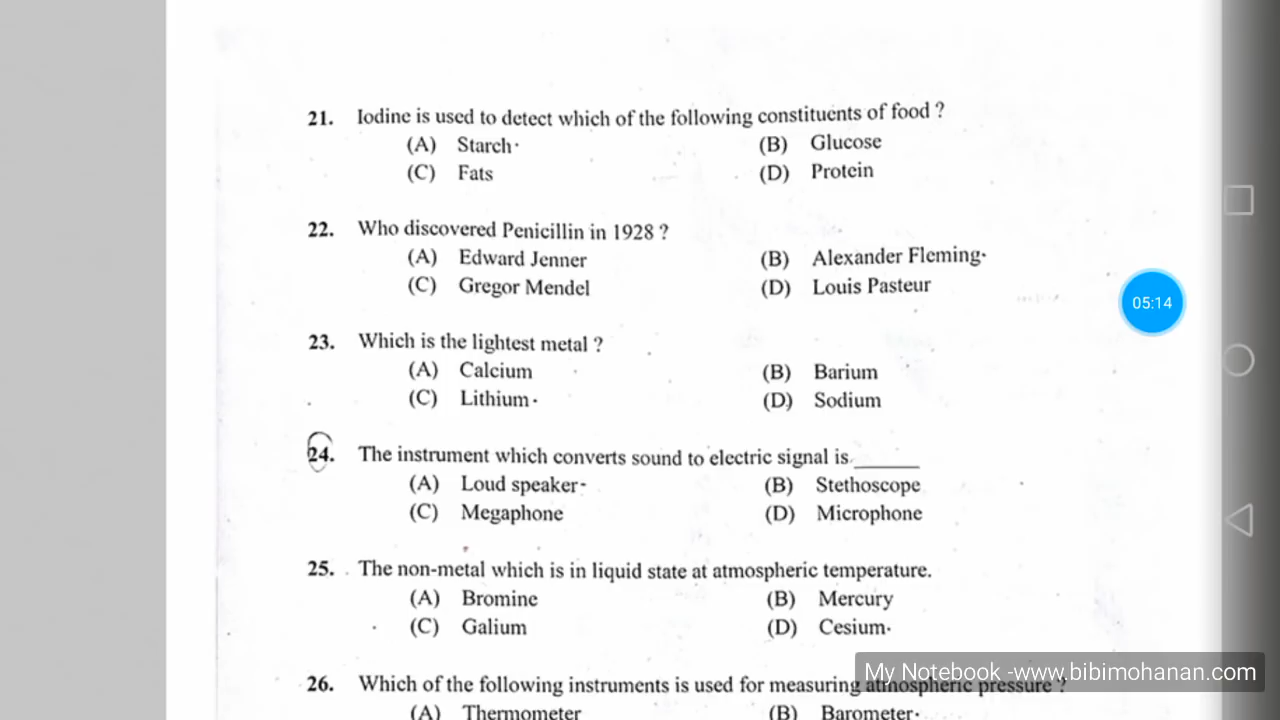 21. Iodine is used to detect which of the following constituents of food ?
(A) Starch (B) Glucose
(C) Fats (D) Protein
22. Who discovered Penicillin in 1928 ?
(A) Edward Jenner (B) Alexander Fleming
(C) Gregor Mendel (D) Louis Pasteur
05:14
23. Which is the lightest metal ?
(A) Calcium (B) Barium
(C) Lithium (D) Sodium
24. The instrument which converts sound to electric signal is ______
(A) Loud speaker (B) Stethoscope
(C) Megaphone (D) Microphone
25. The non-metal which is in liquid state at atmospheric temperature.
(A) Bromine (B) Mercury
(C) Galium (D) Cesium
My Notebook -www.bibimohanan.com
26. Which of the following instruments is used for measuring atmospheric pressure ?
(A) Thermometer (B) Barometer